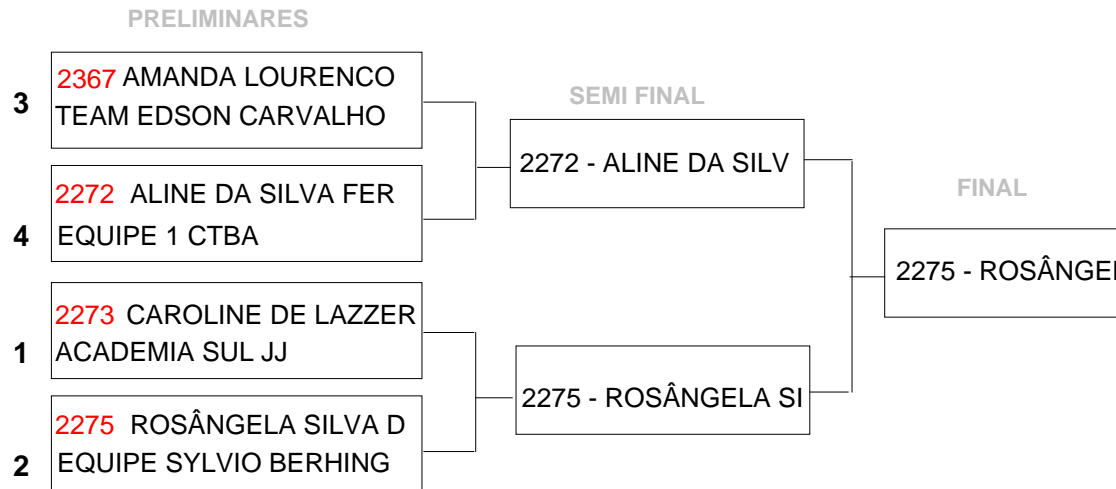 PRELIMINARES
3
2367 AMANDA LOURENCO
TEAM EDSON CARVALHO
4
2272 ALINE DA SILVA FER
EQUIPE 1 CTBA
1
2273 CAROLINE DE LAZZER
ACADEMIA SUL JJ
2
2275 ROSÂNGELA SILVA D
EQUIPE SYLVIO BERHING
SEMI FINAL
2272 - ALINE DA SILV
2275 - ROSÂNGELA SI
FINAL
2275 - ROSÂNGEL